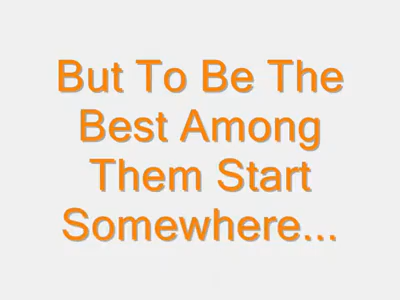 But To Be The
Best Among
Them Start
Somewhere...